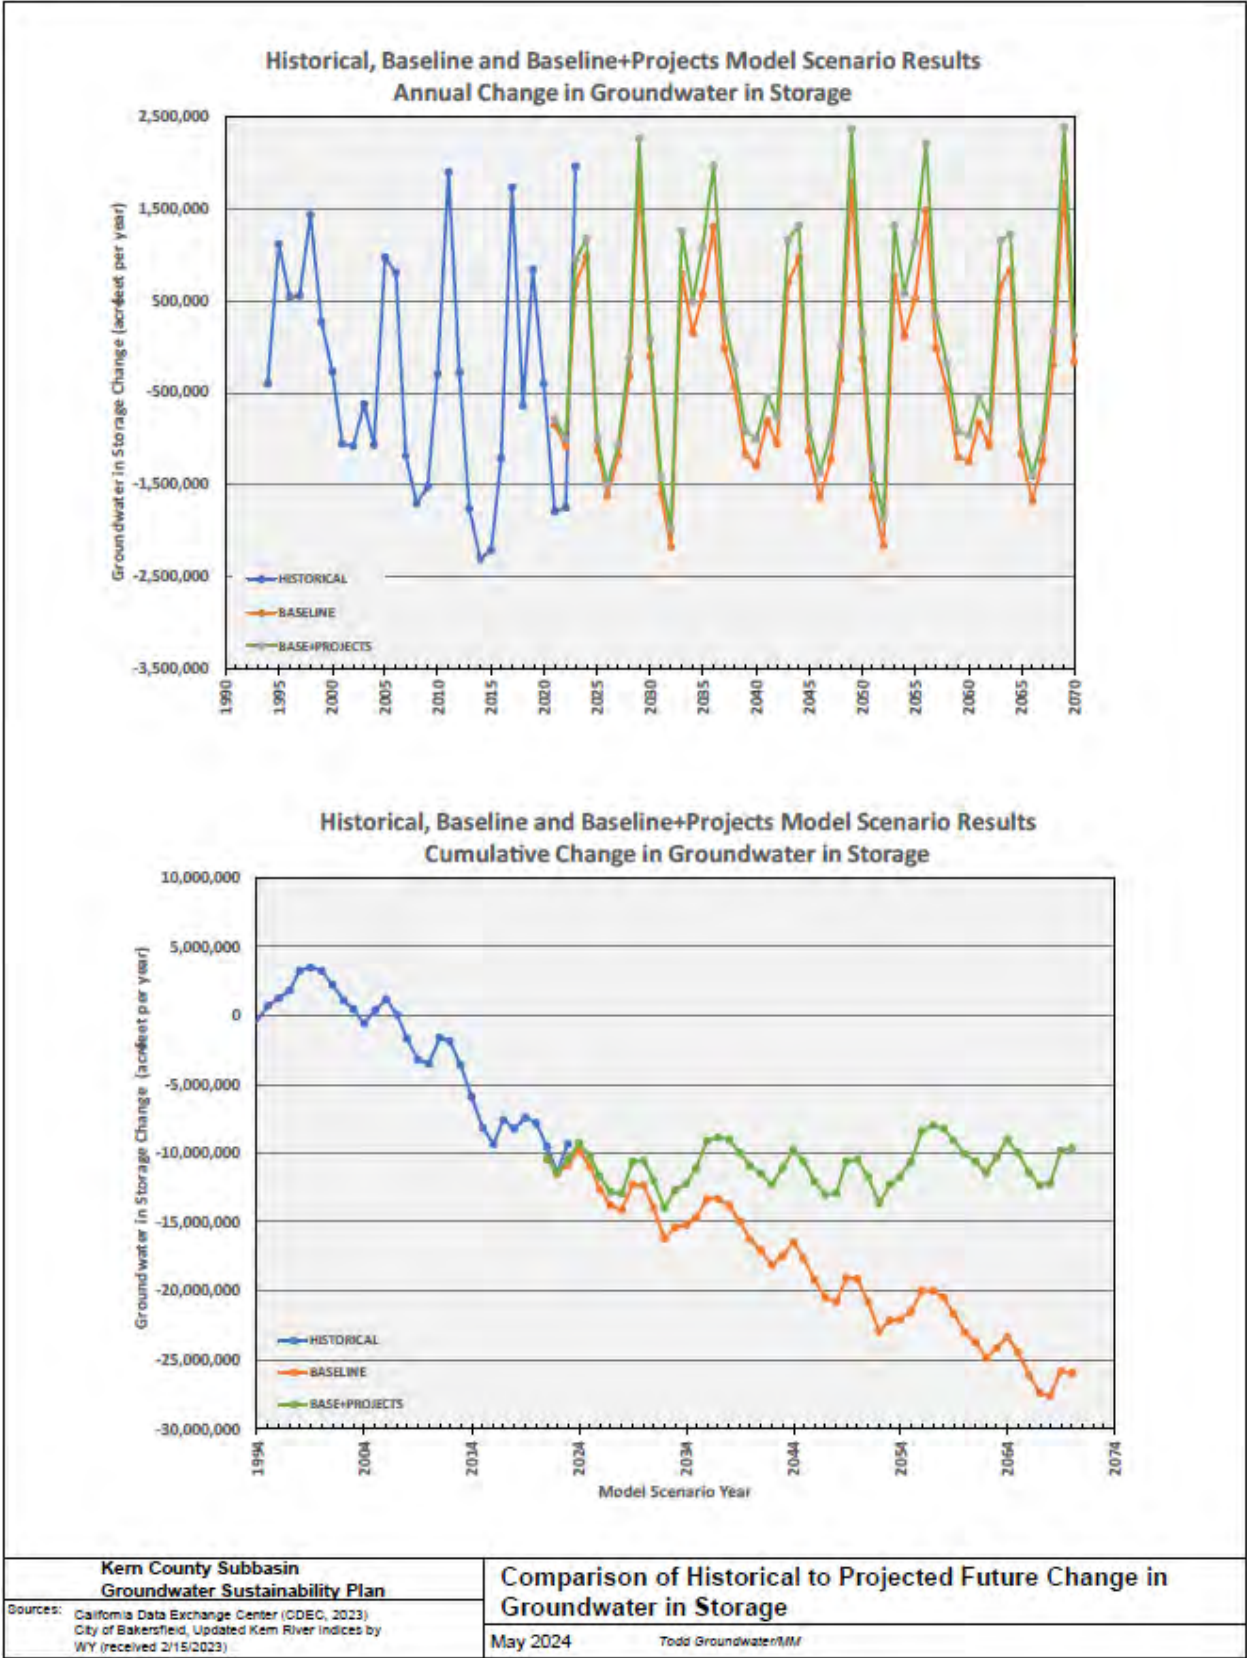 Historical, Baseline and Baseline+Projects Model Scenario Results
Annual Change in Groundwater in Storage
Groundwater in Storage Change (acrefeet per year)
2,500,000
1,500,000
500,000
-500,000
-1,500,000
-2,500,000
-3,500,000
HISTORICAL
BASELINE
BASE+PROJECTS
1990
1995
2000
2005
2010
2015
2020
2025
2030
2035
2040
2045
2050
2055
2060
2065
2070
Historical, Baseline and Baseline+Projects Model Scenario Results
Cumulative Change in Groundwater in Storage
Groundwater in Storage Change (acrefeet per year)
10,000,000
5,000,000
0
-5,000,000
-10,000,000
-15,000,000
-20,000,000
-25,000,000
-30,000,000
HISTORICAL
BASELINE
BASE+PROJECTS
1994
2004
2014
2024
2034
2044
2054
2064
2074
Model Scenario Year
Kern County Subbasin
Groundwater Sustainability Plan
Sources: California Data Exchange Center (CDEC, 2023)
City of Bakersfield, Updated Kern River Indices by
WY (received 2/15/2023)
Comparison of Historical to Projected Future Change in
Groundwater in Storage
May 2024 Todd Groundwater/MM